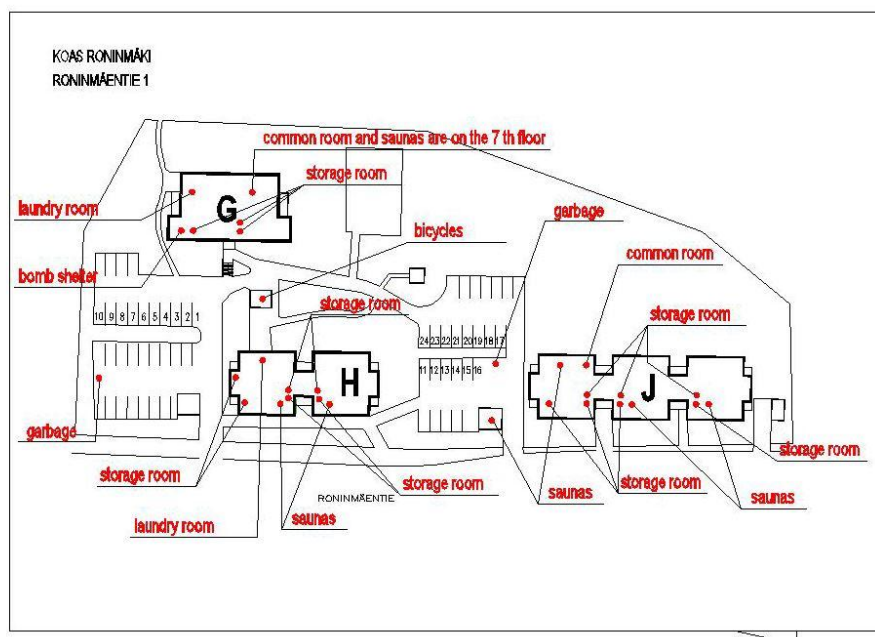 KOAS RONINMÄKI
RONINMÄENTIE 1
common room and saunas are on the 7 th floor
storage room
laundry room
G
garbage
bicycles
common room
bomb shelter
storage room
storage room
10 9 8 7 6 5 4 3 2 1
24 23 22 21 20 19 18 17
11 12 13 14 15 16
H
J
garbage
storage room
storage room
storage room
storage room
saunas
saunas
RONINMÄENTIE
laundry room
saunas